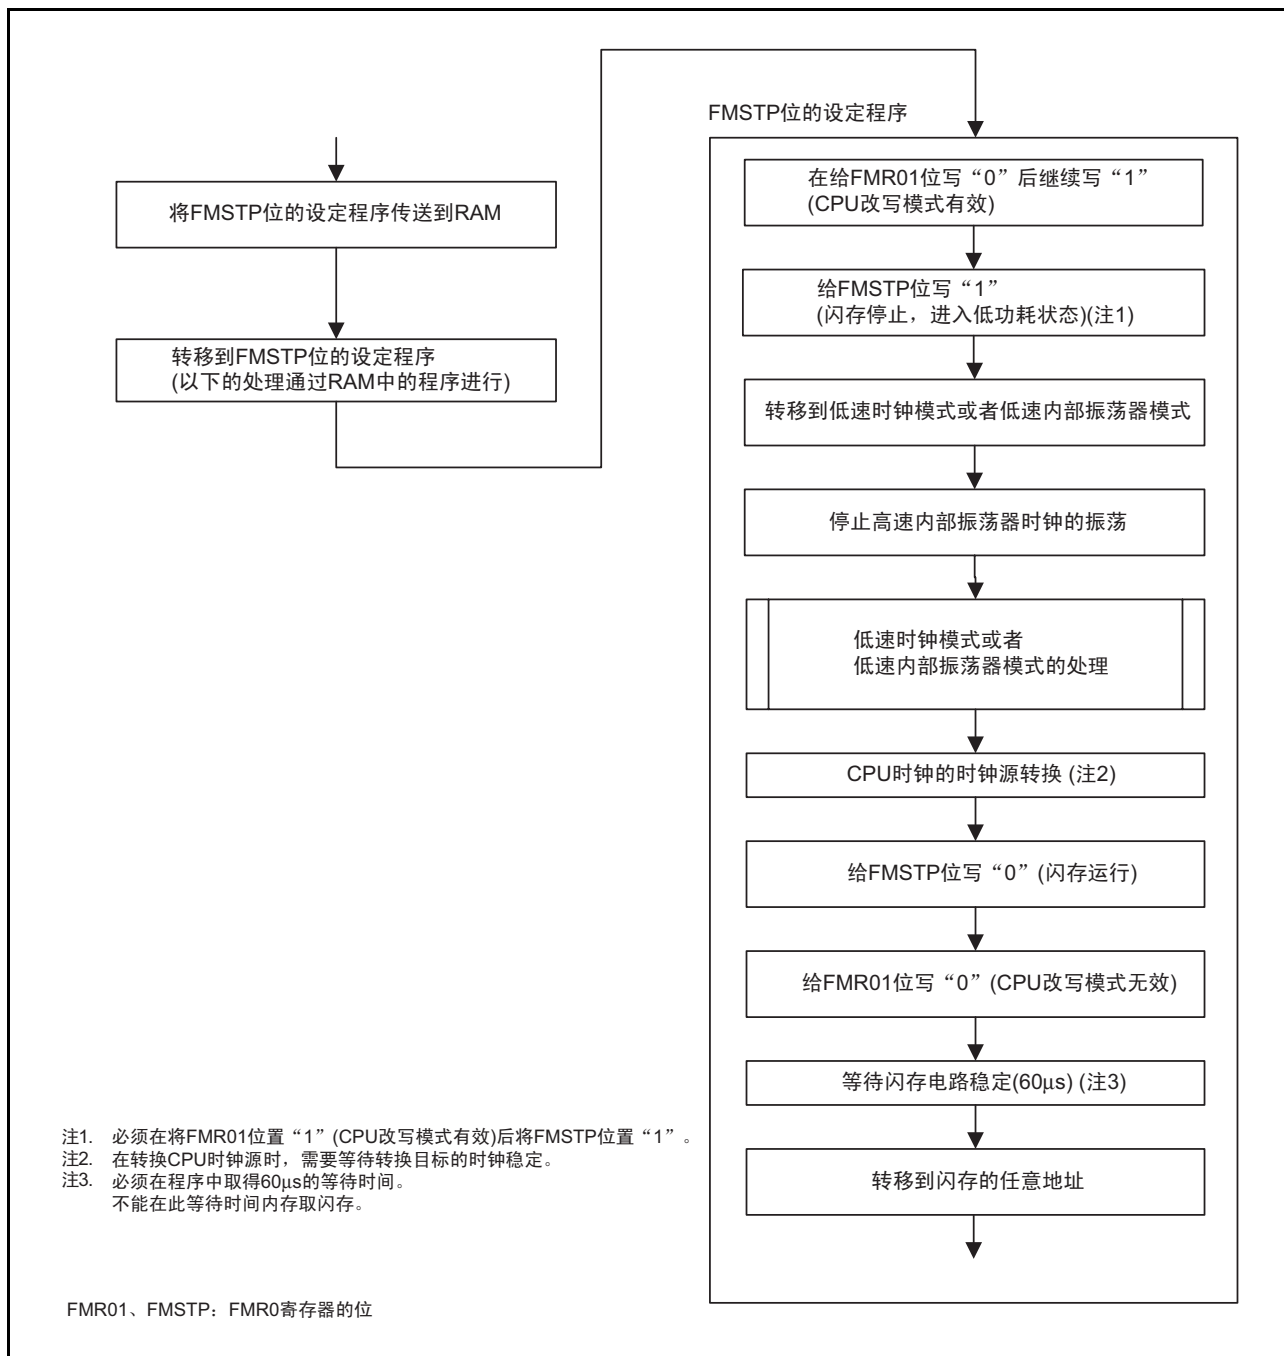 将FMSTP位的设定程序传送到RAM
转移到FMSTP位的设定程序
(以下的处理通过RAM中的程序进行)
FMSTP位的设定程序
在给FMR01位写“0”后继续写“1”
(CPU改写模式有效)
给FMSTP位写“1”
(闪存停止，进入低功耗状态)(注1)
转移到低速时钟模式或者低速内部振荡器模式
停止高速内部振荡器时钟的振荡
低速时钟模式或者
低速内部振荡器模式的处理
CPU时钟的时钟源转换 (注2)
给FMSTP位写“0” (闪存运行)
给FMR01位写“0” (CPU改写模式无效)
等待闪存电路稳定(60μs) (注3)
转移到闪存的任意地址
注1. 必须在将FMR01位置“1” (CPU改写模式有效)后将FMSTP位置“1”。
注2. 在转换CPU时钟源时，需要等待转换目标的时钟稳定。
注3. 必须在程序中取得60μs的等待时间。
不能在此等待时间内存取闪存。
FMR01、FMSTP：FMR0寄存器的位